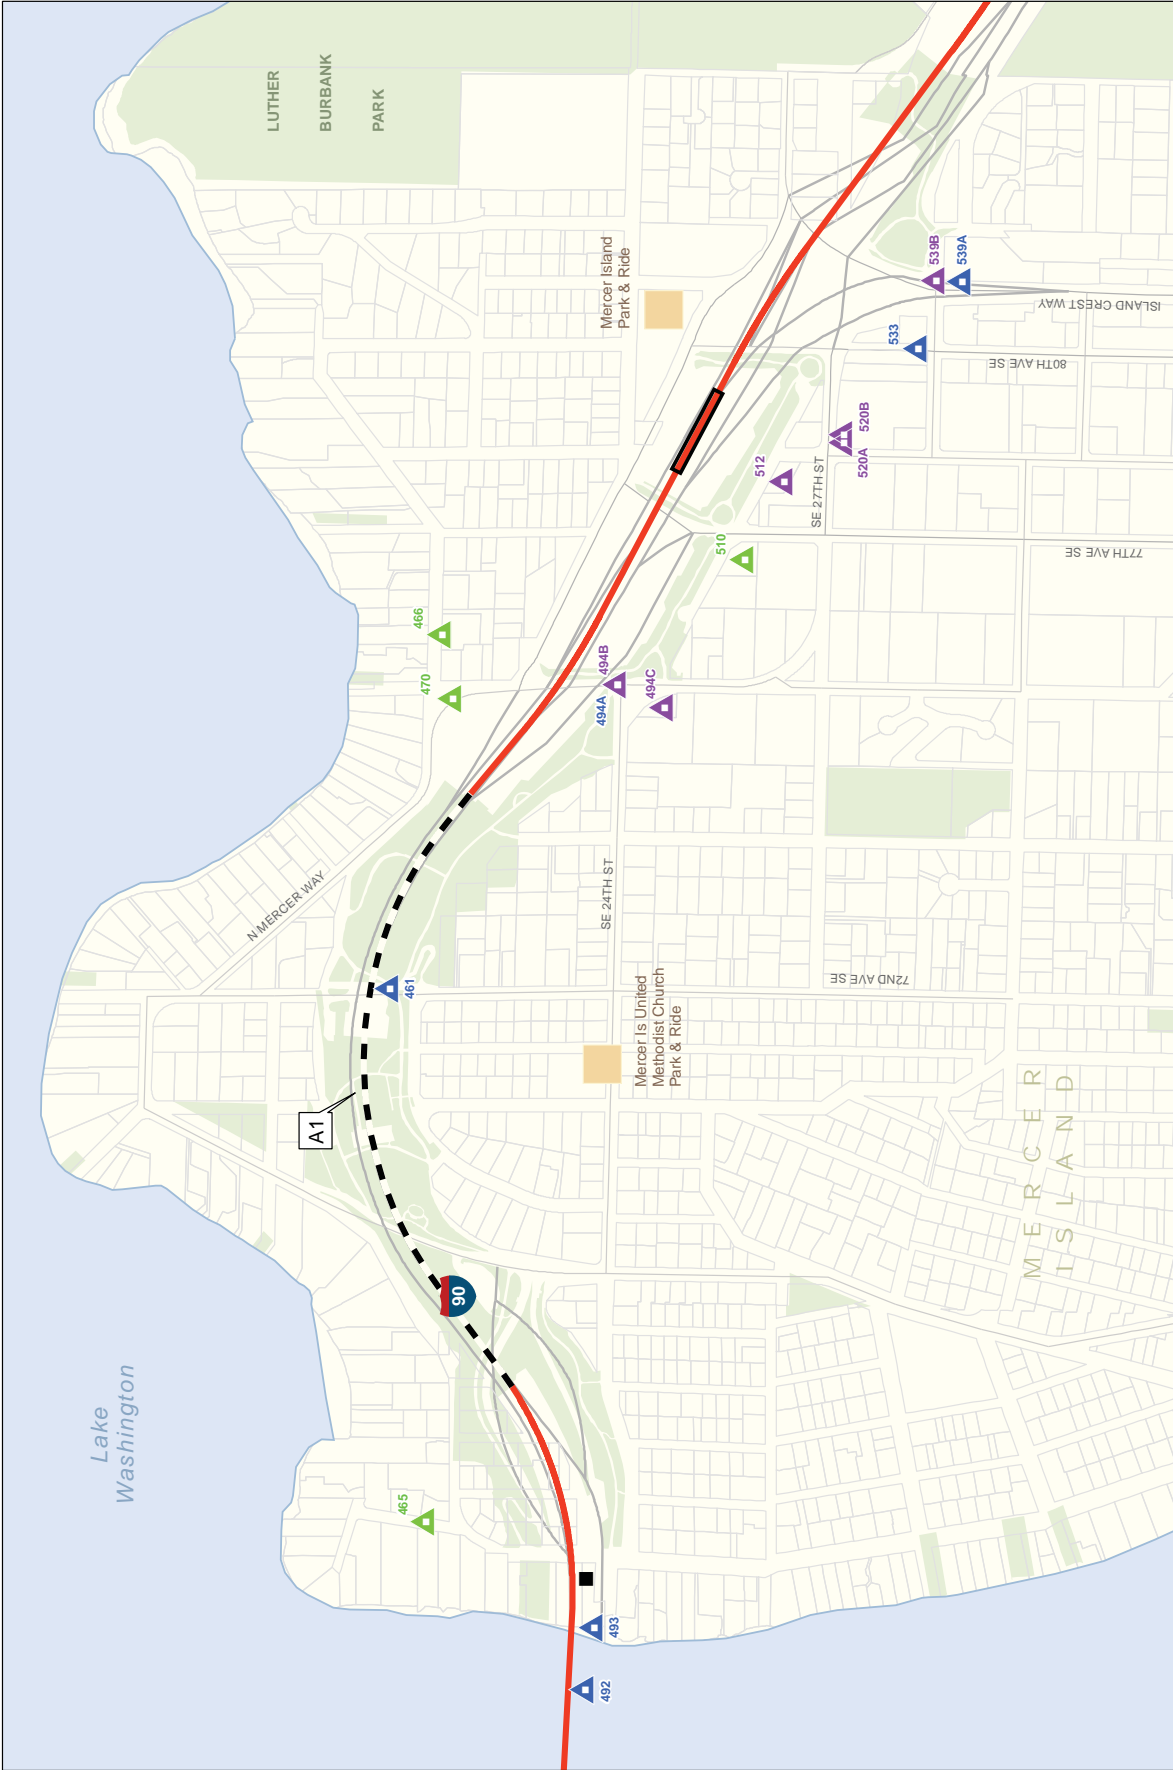 LUTHER
BURBANK
PARK
Mercer Island
Park & Ride
539B
539A
ISLAND CREST WAY
533
80TH AVE SE
520B
520A
512
SE 27TH ST
510
77TH AVE SE
466
470
494B
494A
494C
N MERCER WAY
SE 24TH ST
461
72ND AVE SE
Mercer Is United
Methodist Church
Park & Ride
A1
MERCER
ISLAND
90
Lake
Washington
465
493
492